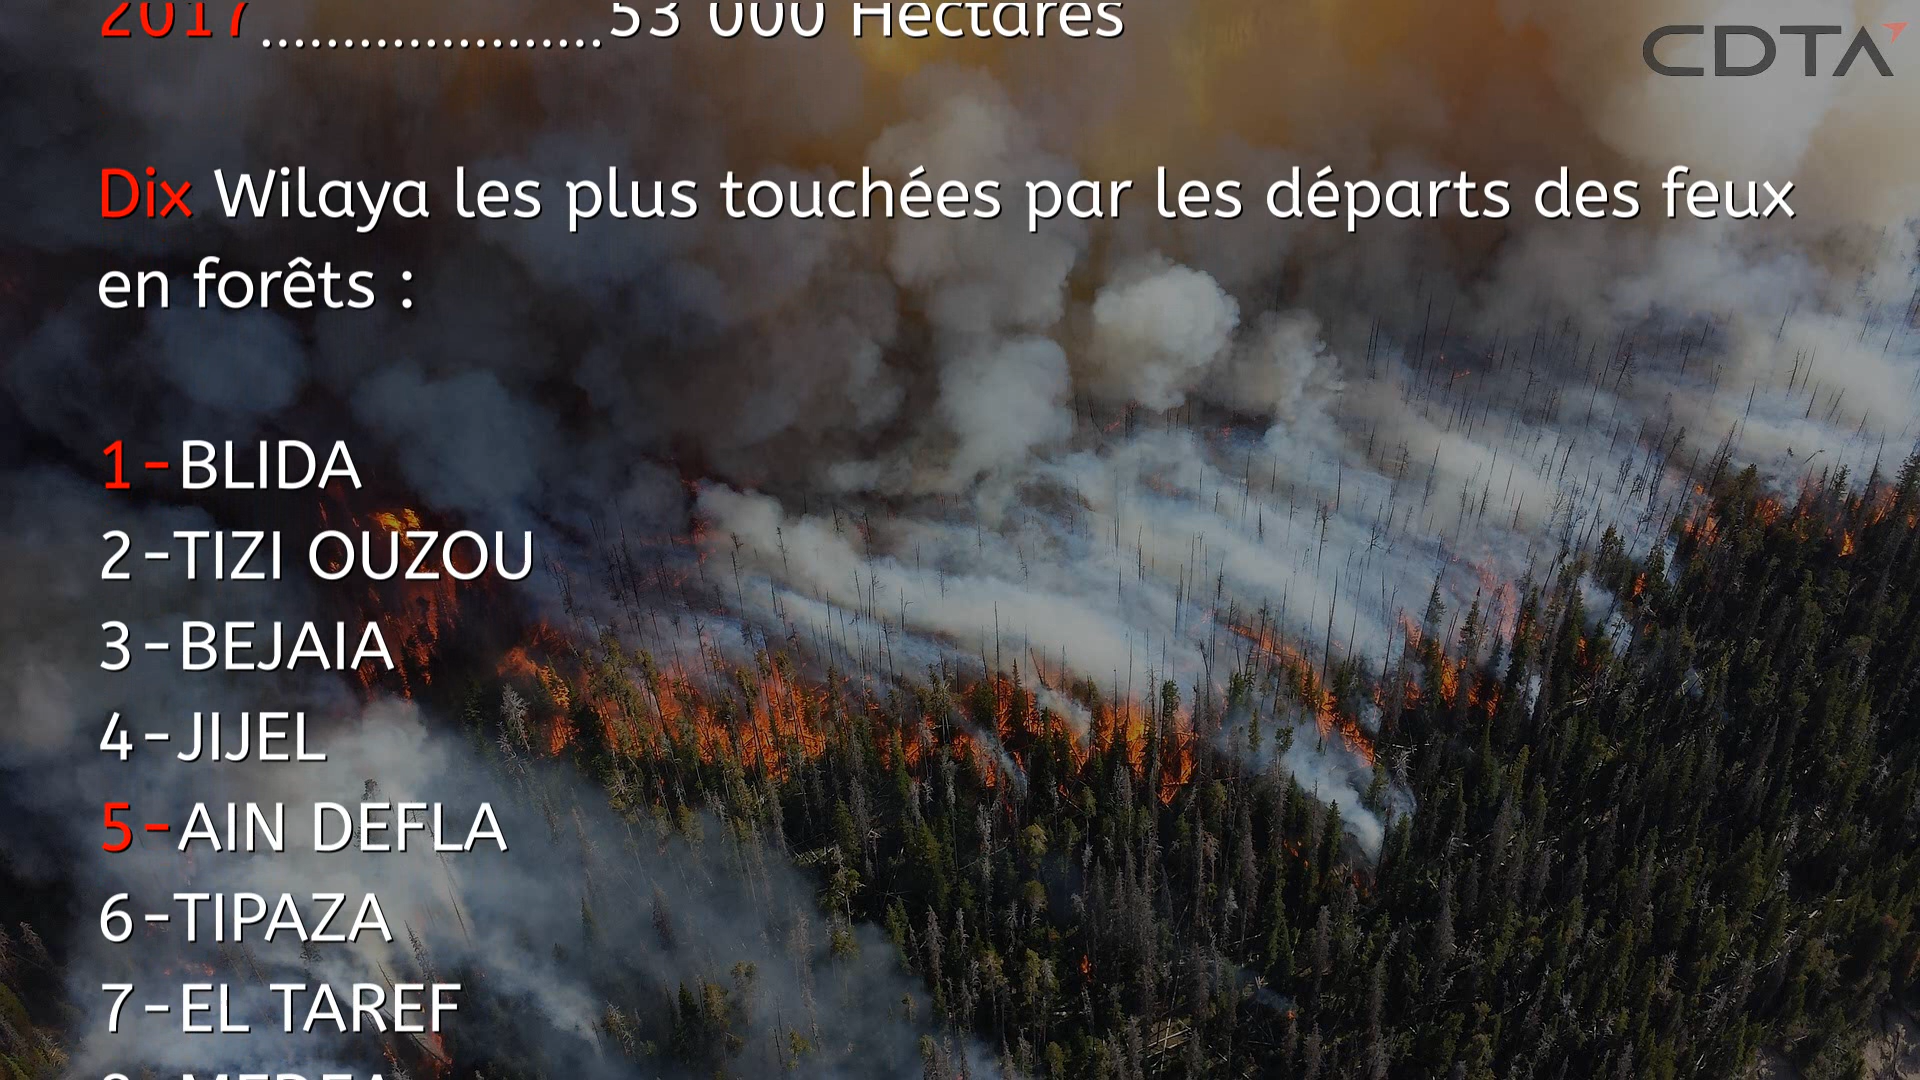 2017.....................53 000 Hectares
CDTA
Dix Wilaya les plus touchées par les départs des feux
en forêts :
1-BLIDA
2-TIZI OUZOU
3-BEJAIA
4-JIJEL
5-AIN DEFLA
6-TIPAZA
7-EL TAREF